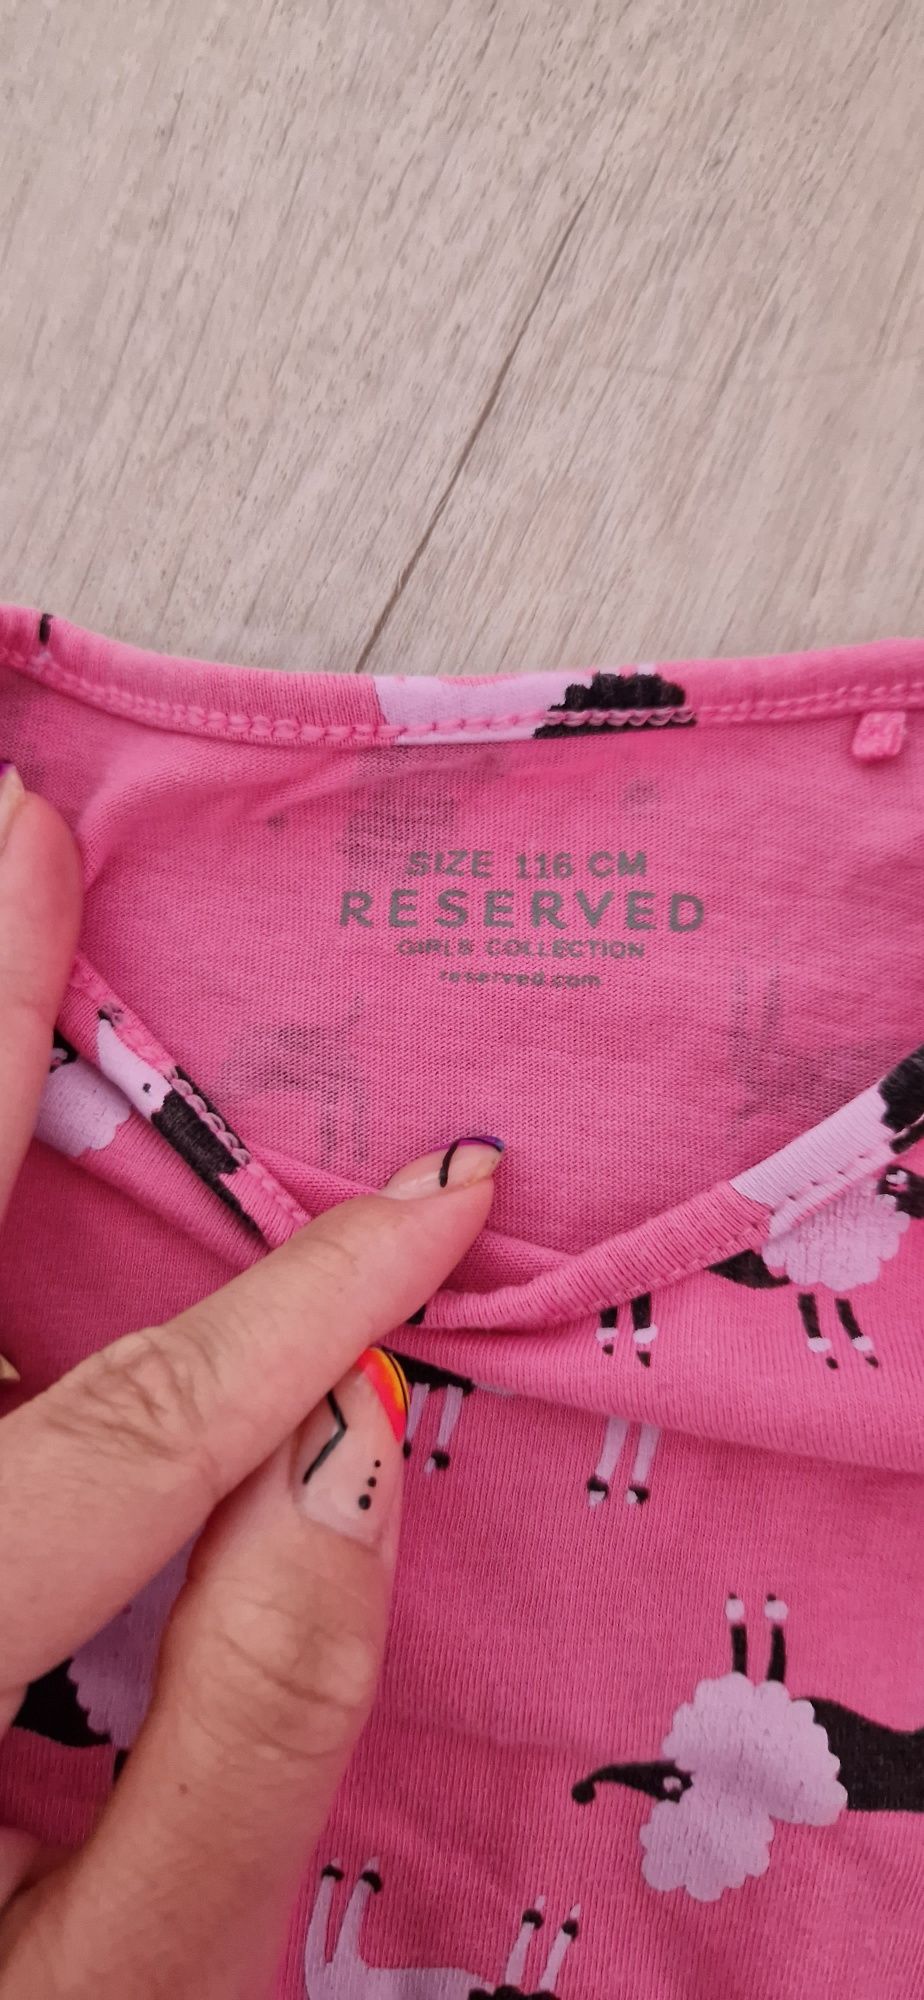 SIZE 116 CM
RESERVED
GIRLS COLLECTION
reserved.com